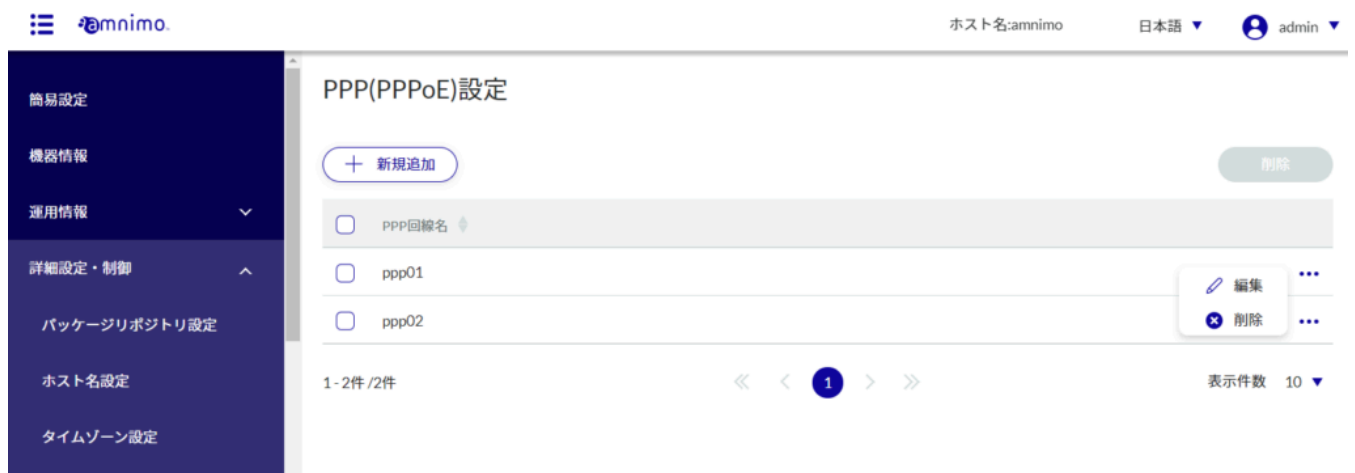 amnimo.
ホスト名:amnimo
日本語
admin
簡易設定
機器情報
運用情報
詳細設定・制御
パッケージリポジトリ設定
ホスト名設定
タイムゾーン設定
PPP(PPPoE)設定
新規追加
削除
PPP回線名
ppp01
編集
ppp02
削除
1 - 2件 /2件
1
表示件数 10